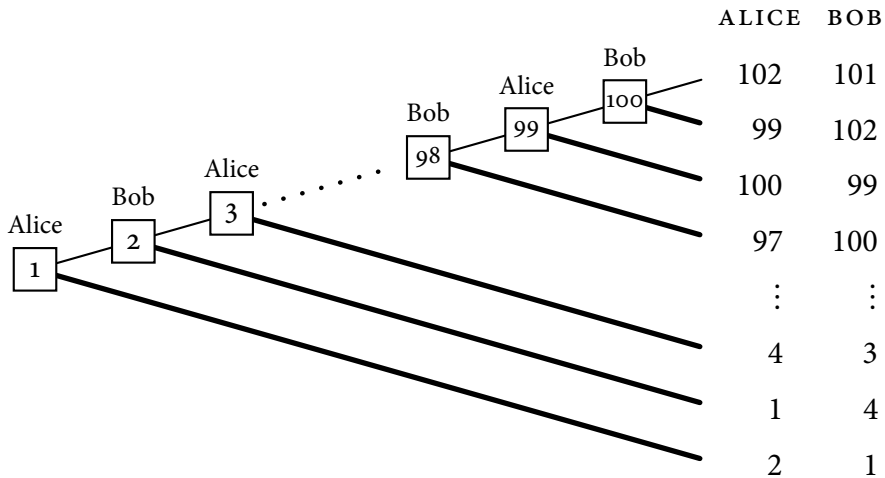 ALICE BOB
Bob 102 101
Alice 100
Bob 99 99 102
98 100 99
Alice
Bob 3 97 100
Alice 2 ⋮ ⋮
1
4 3
1 4
2 1